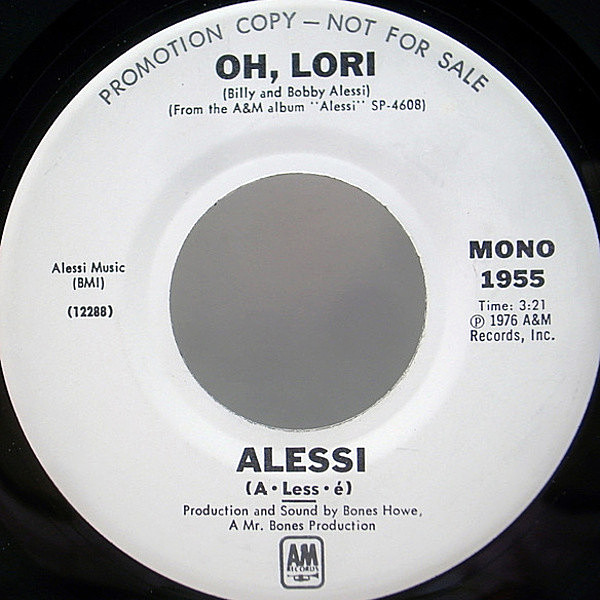 PROMOTION COPY — NOT FOR SALE
OH, LORI
(Billy and Bobby Alessi)
(From the A&M album "Alessi" SP-4608)
Alessi Music
(BMI)
(12288)
MONO
1955
Time: 3:21
Ⓟ 1976 A&M
Records, Inc.
ALESSI
(A • Less • é)
Production and Sound by Bones Howe,
A Mr. Bones Production
AM
RECORDS